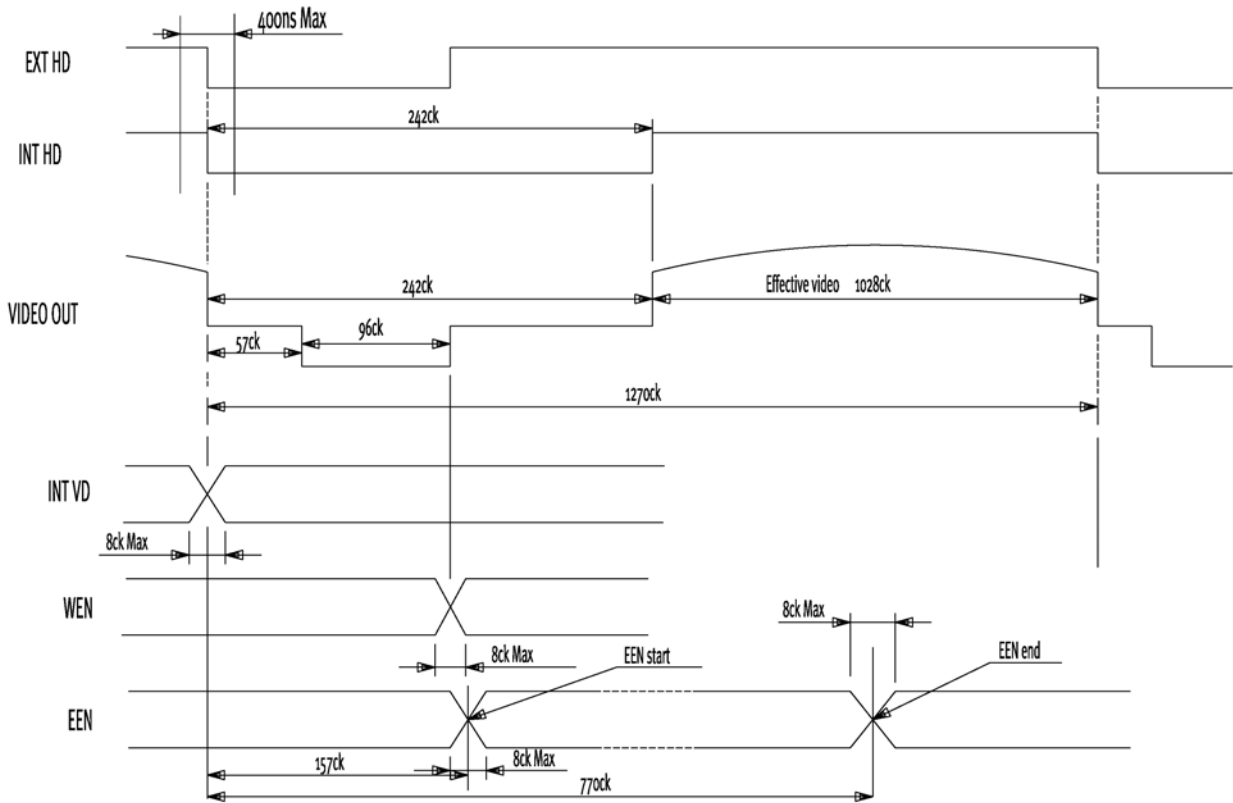 400ns Max
EXT HD
242ck
INT HD
242ck
Effective video 1028ck
VIDEO OUT
96ck
57ck
1270ck
INT VD
8ck Max
WEN
8ck Max
8ck Max
EEN start
EEN end
EEN
8ck Max
157ck
770ck